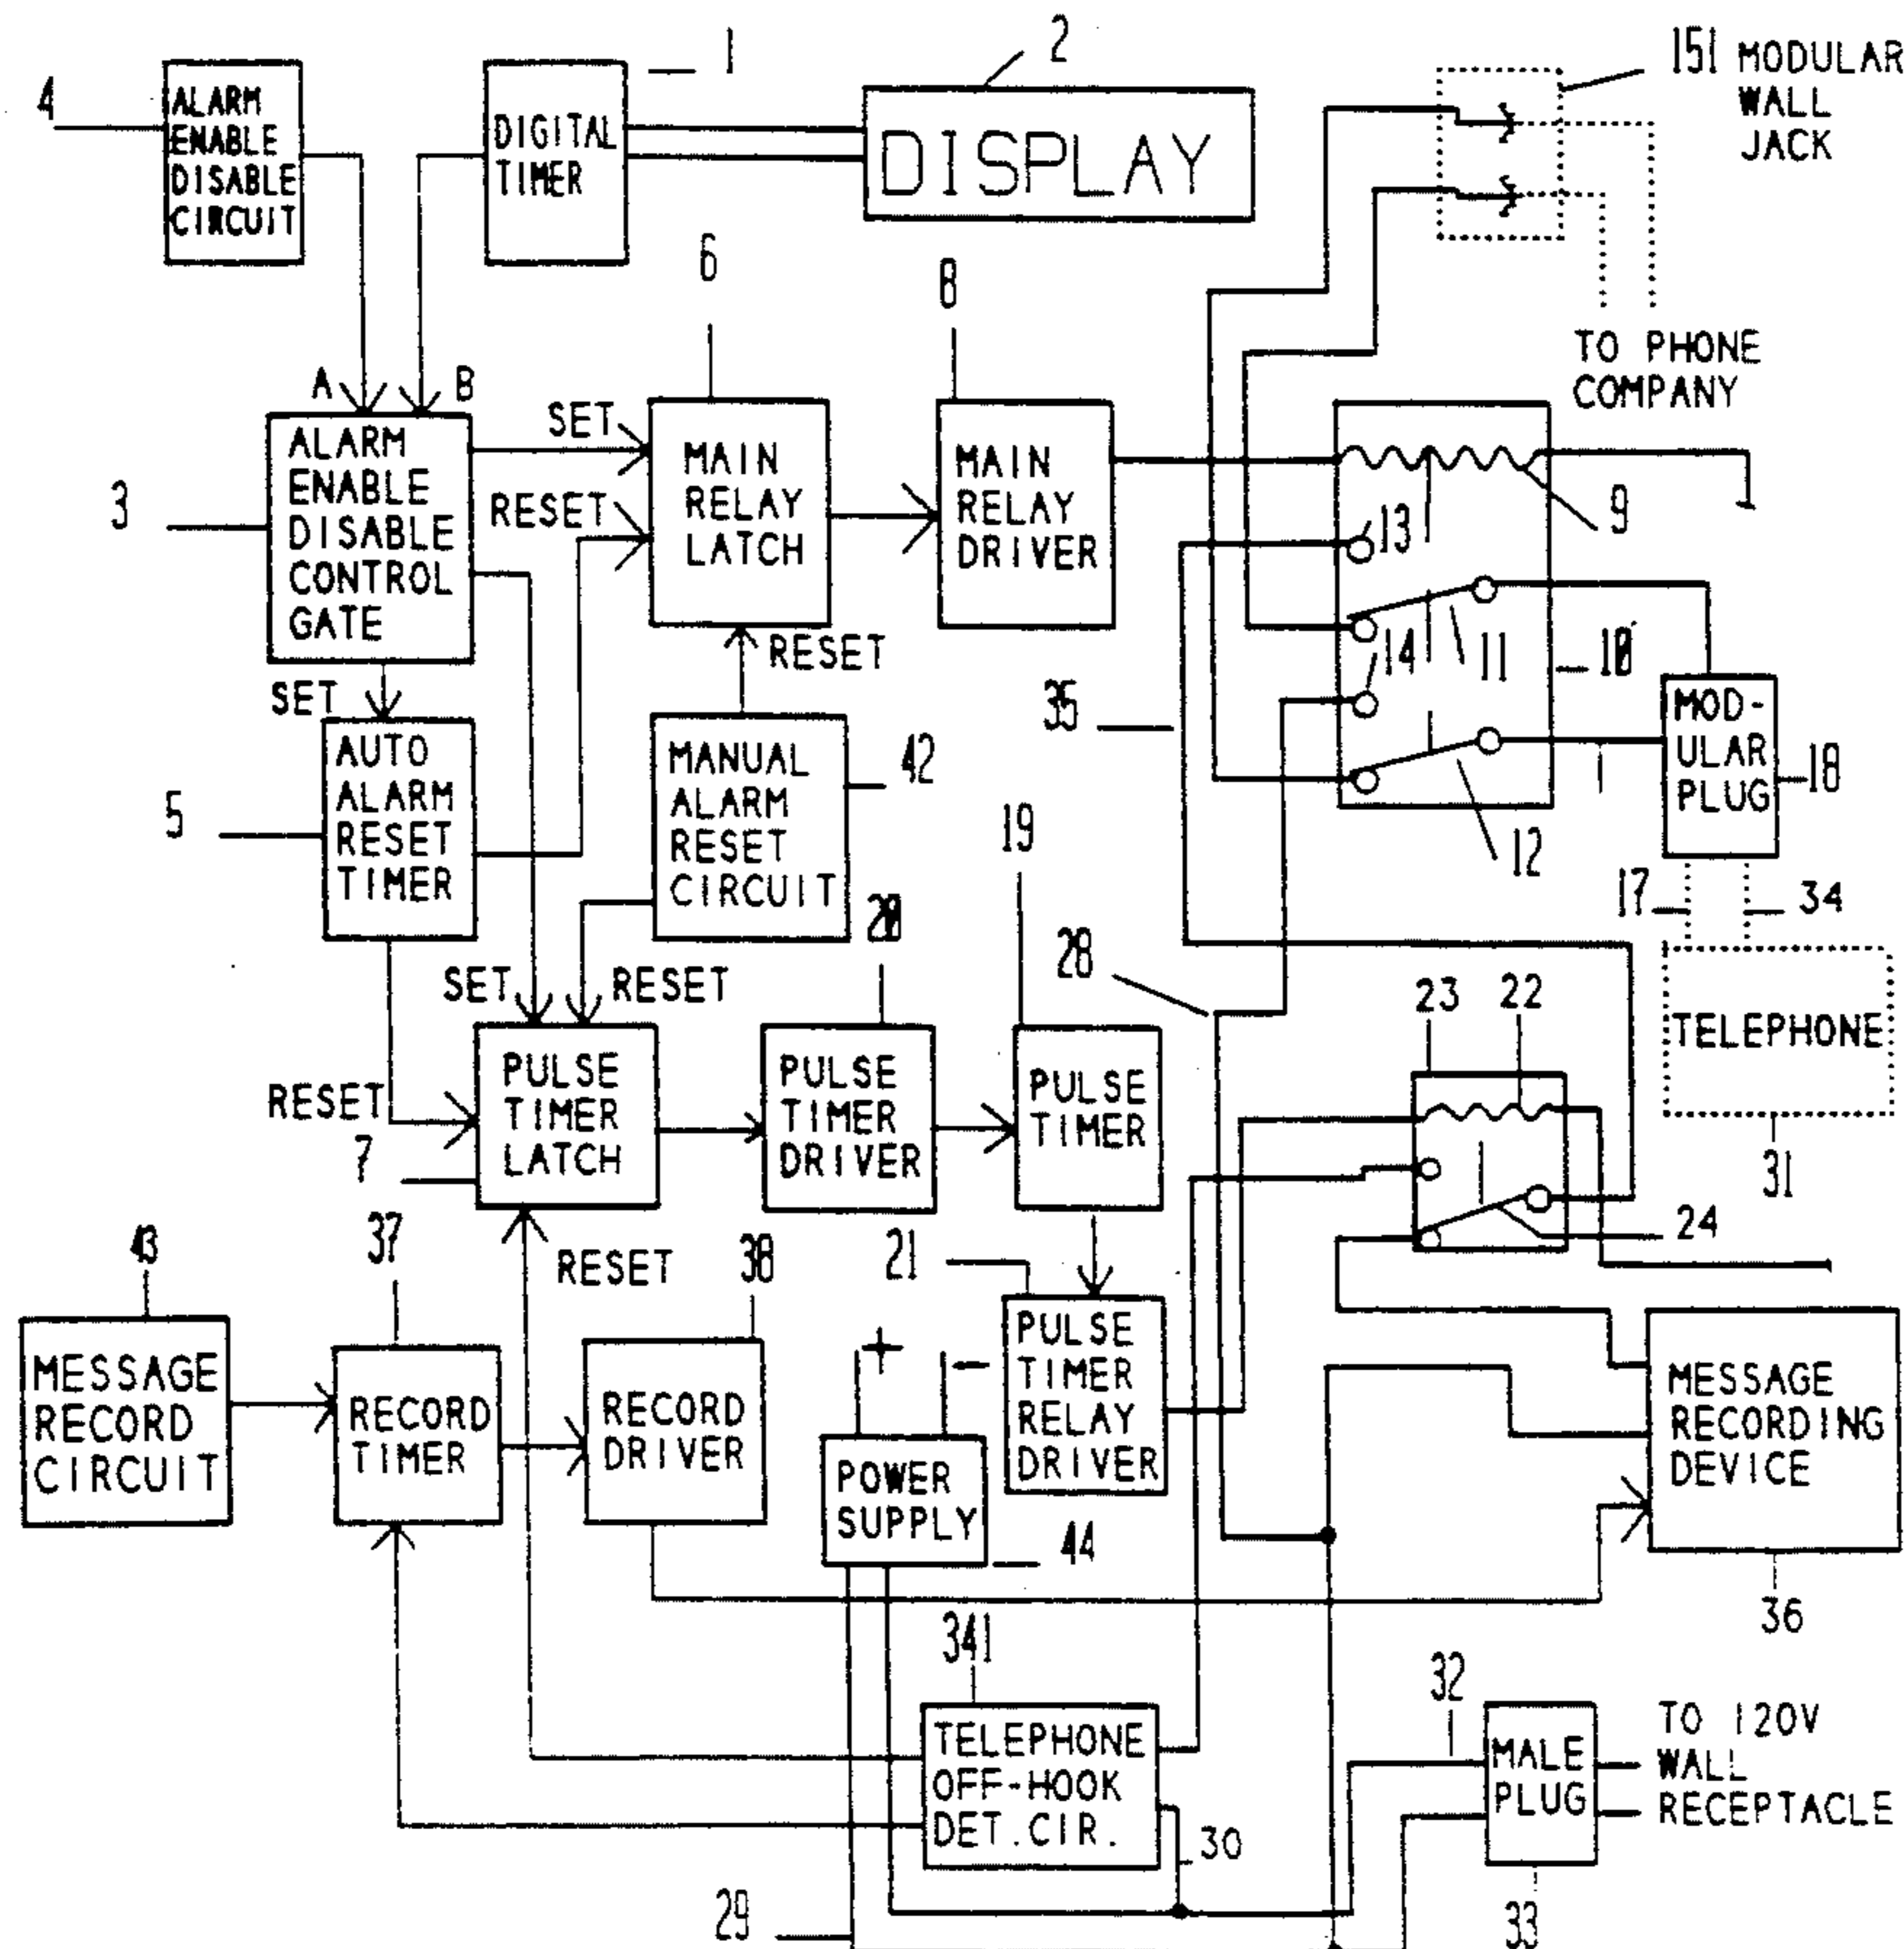 1
2
151 MODULAR
WALL
JACK
4
ALARM
ENABLE
DISABLE
CIRCUIT
DIGITAL
TIMER
DISPLAY
6
8
TO PHONE
COMPANY
A
B
3
ALARM
ENABLE
DISABLE
CONTROL
GATE
SET
RESET
MAIN
RELAY
LATCH
MAIN
RELAY
DRIVER
9
13
14
11
10
12
RESET
35
MOD-
ULAR
PLUG
18
17
34
SET
5
AUTO
ALARM
RESET
TIMER
MANUAL
ALARM
RESET
CIRCUIT
42
20
19
28
TELEPHONE
31
SET
RESET
RESET
7
PULSE
TIMER
LATCH
PULSE
TIMER
DRIVER
PULSE
TIMER
23
22
24
RESET
43
37
38
21
MESSAGE
RECORD
CIRCUIT
RECORD
TIMER
RECORD
DRIVER
+
-
POWER
SUPPLY
44
PULSE
TIMER
RELAY
DRIVER
MESSAGE
RECORDING
DEVICE
36
341
TELEPHONE
OFF-HOOK
DET.CIR.
30
29
32
MALE
PLUG
33
TO 120V
WALL
RECEPTACLE